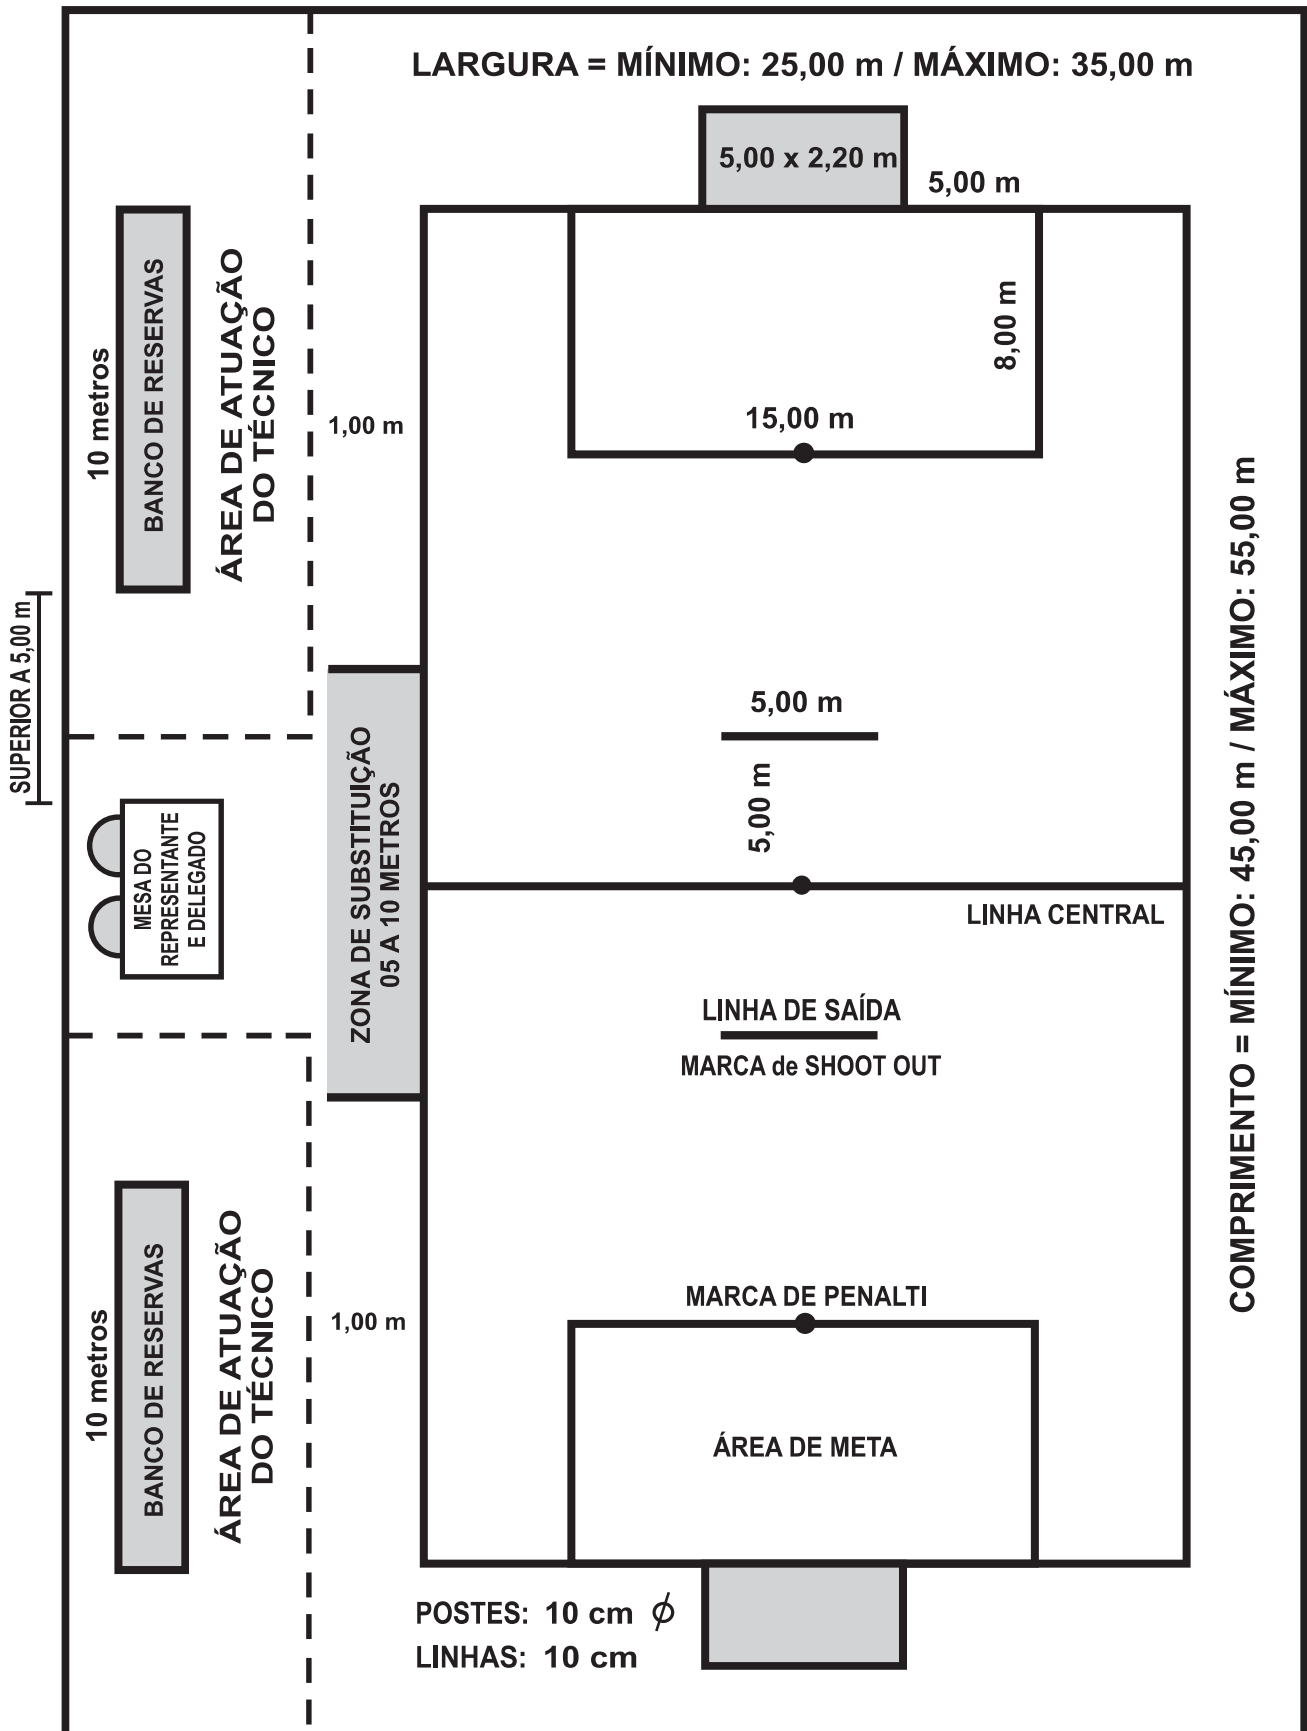 LARGURA = MÍNIMO: 25,00 m / MÁXIMO: 35,00 m
5,00 x 2,20 m
5,00 m
8,00 m
15,00 m
10 metros
BANCO DE RESERVAS
ÁREA DE ATUAÇÃO
DO TÉCNICO
1,00 m
SUPERIOR A 5,00 m
5,00 m
5,00 m
ZONA DE SUBSTITUIÇÃO
05 A 10 METROS
MESA DO
REPRESENTANTE
E DELEGADO
LINHA CENTRAL
COMPRIMENTO = MÍNIMO: 45,00 m / MÁXIMO: 55,00 m
LINHA DE SAÍDA
MARCA de SHOOT OUT
10 metros
BANCO DE RESERVAS
ÁREA DE ATUAÇÃO
DO TÉCNICO
1,00 m
MARCA DE PENALTI
ÁREA DE META
POSTES: 10 cm ϕ
LINHAS: 10 cm